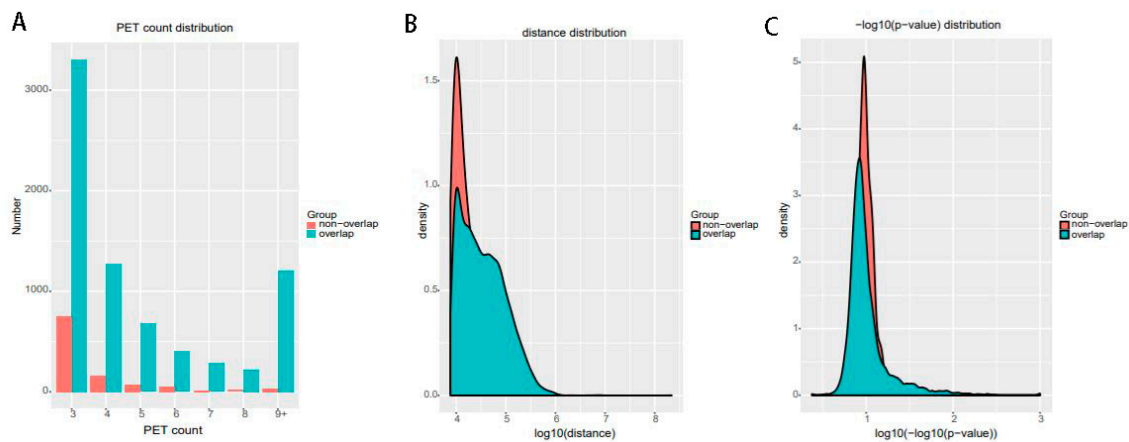 A
PET count distribution
Number
3000
2000
1000
0
3 4 5 6 7 8 9+
PET count
Group
non-overlap
overlap
B
distance distribution
density
1.5
1.0
0.5
0.0
4 5 6 7 8
log10(distance)
Group
non-overlap
overlap
C
-log10(p-value) distribution
density
5
4
3
2
1
0
1 2 3
log10(-log10(p-value))
Group
non-overlap
overlap